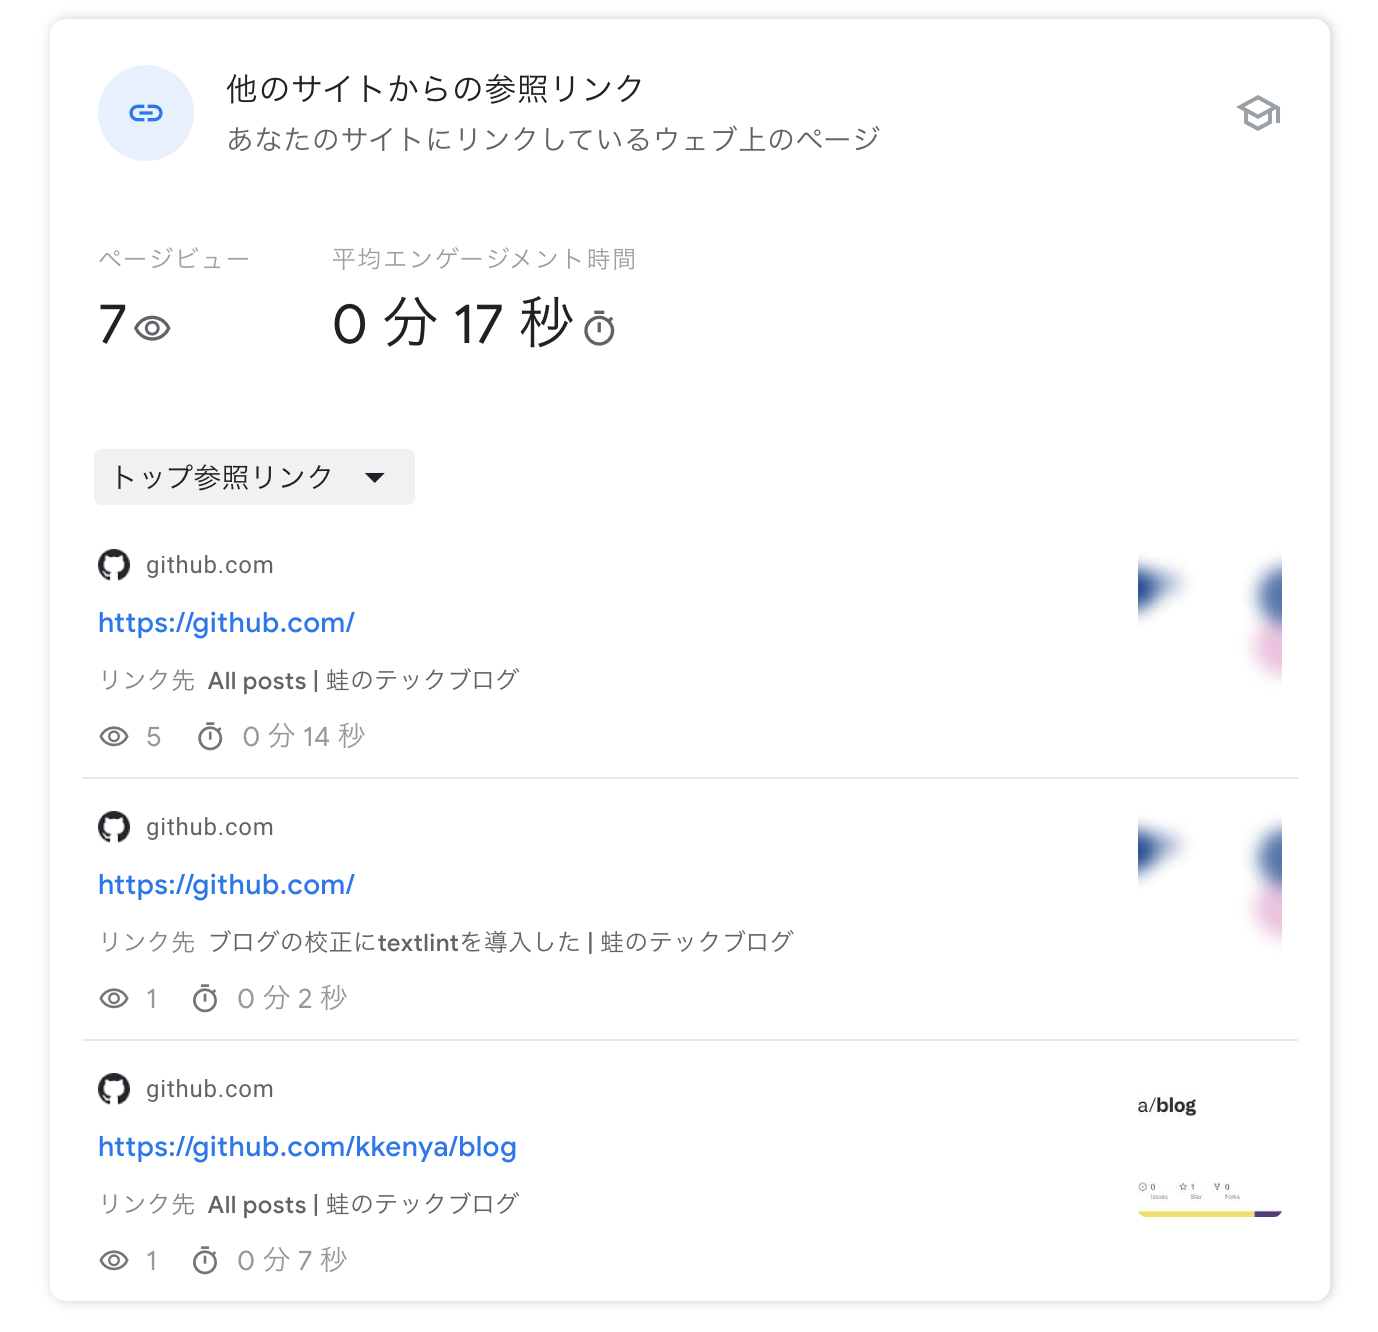 他のサイトからの参照リンク
あなたのサイトにリンクしているウェブ上のページ
ページビュー
7
平均エンゲージメント時間
0 分 17 秒
トップ参照リンク
github.com
https://github.com/
リンク先 All posts | 蛙のテックブログ
5 0 分 14 秒
github.com
https://github.com/
リンク先 ブログの校正にtextlintを導入した | 蛙のテックブログ
1 0 分 2 秒
github.com
https://github.com/kkenya/blog
リンク先 All posts | 蛙のテックブログ
1 0 分 7 秒
a/blog
0 1 0
Issues Star Forks